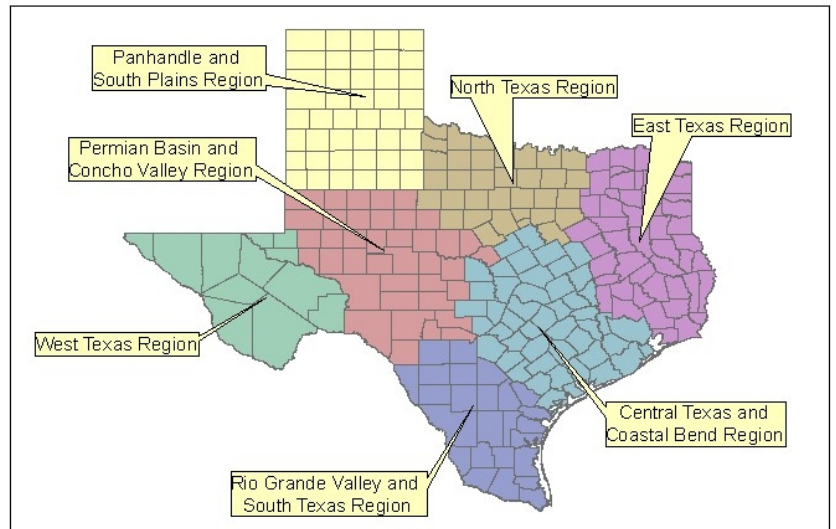 Panhandle and
South Plains Region
North Texas Region
East Texas Region
Permian Basin and
Concho Valley Region
West Texas Region
Central Texas and
Coastal Bend Region
Rio Grande Valley and
South Texas Region